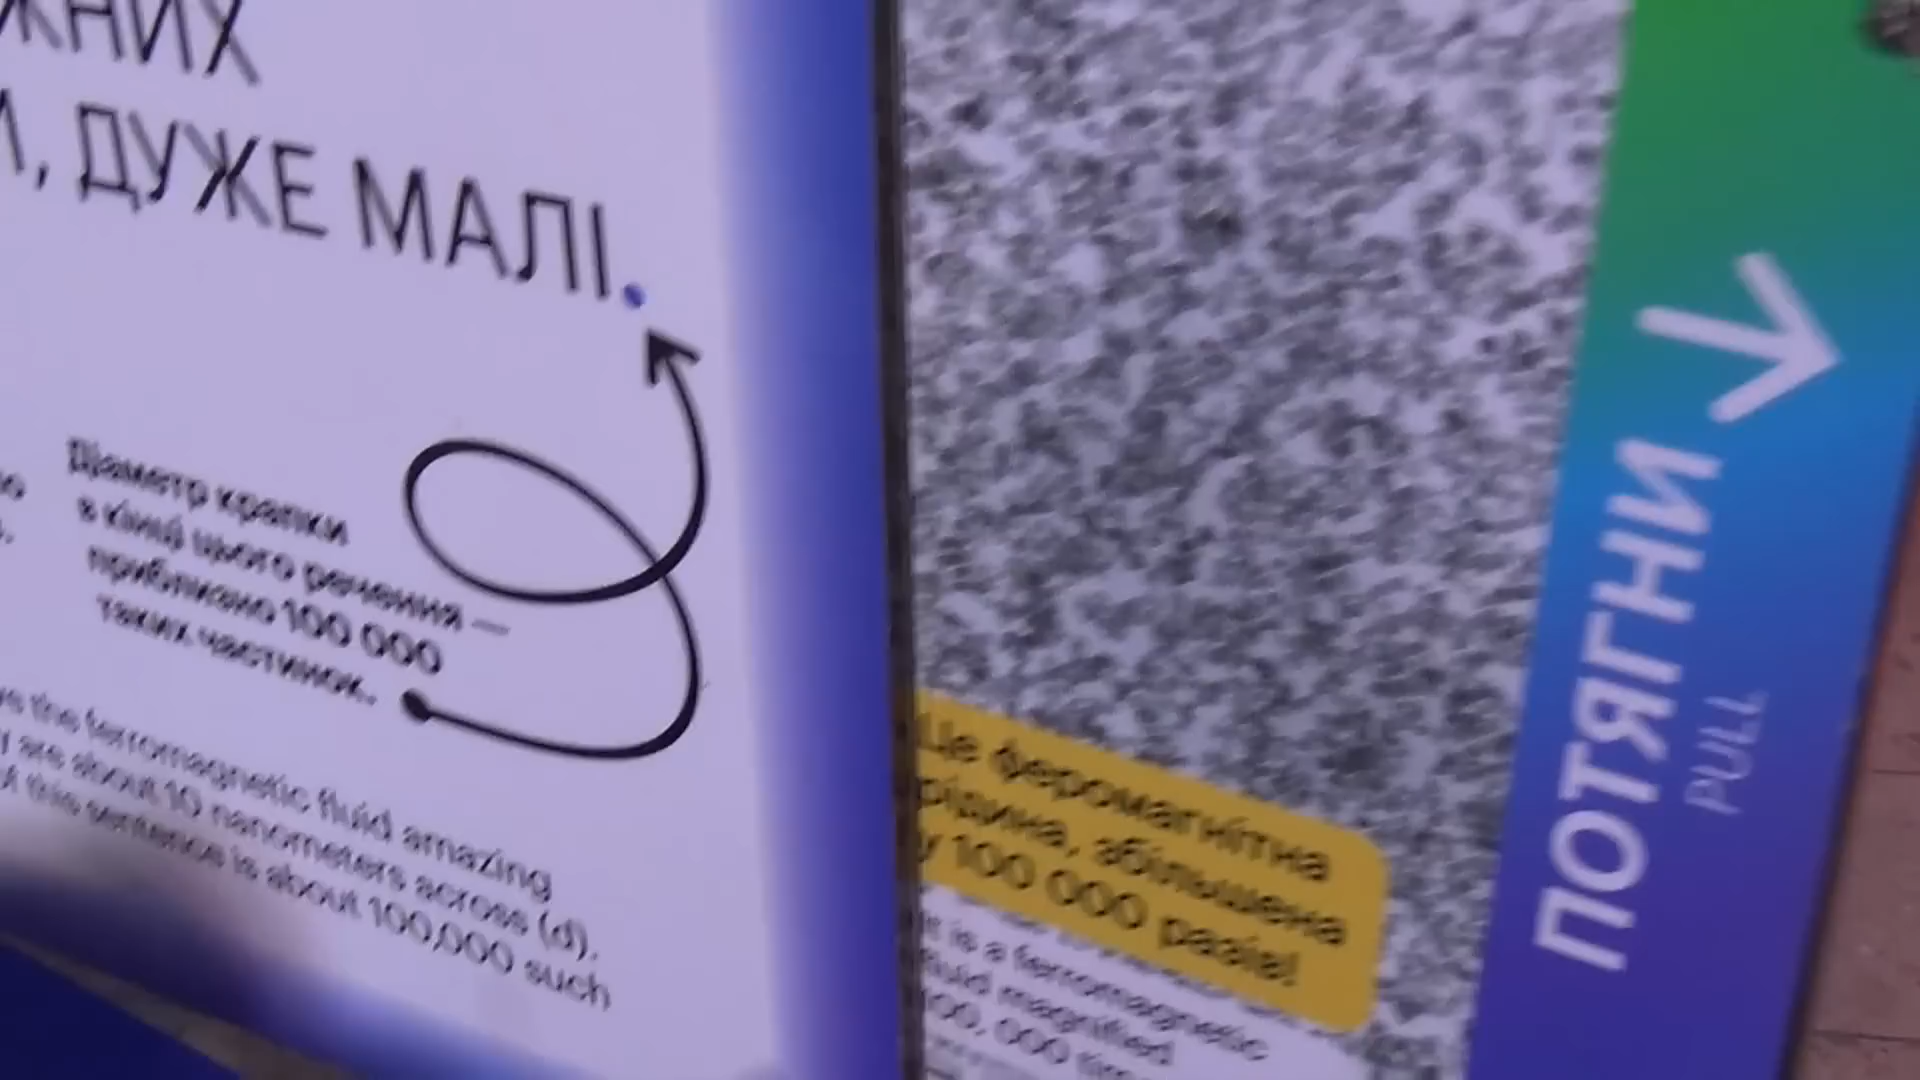 ДУЖЕ МАЛІ.
Діаметр крапки
в кінці цього речення —
приблизно 100 000
таких частинок.
the ferromagnetic fluid amazing
are about 10 nanometers across (d).
this sentence is about 100,000 such
Це феромагнітна
рідина, збільшена
у 100 000 разів!
It is a ferromagnetic
fluid magnified
100, 000
ПОТЯГНИ
PULL